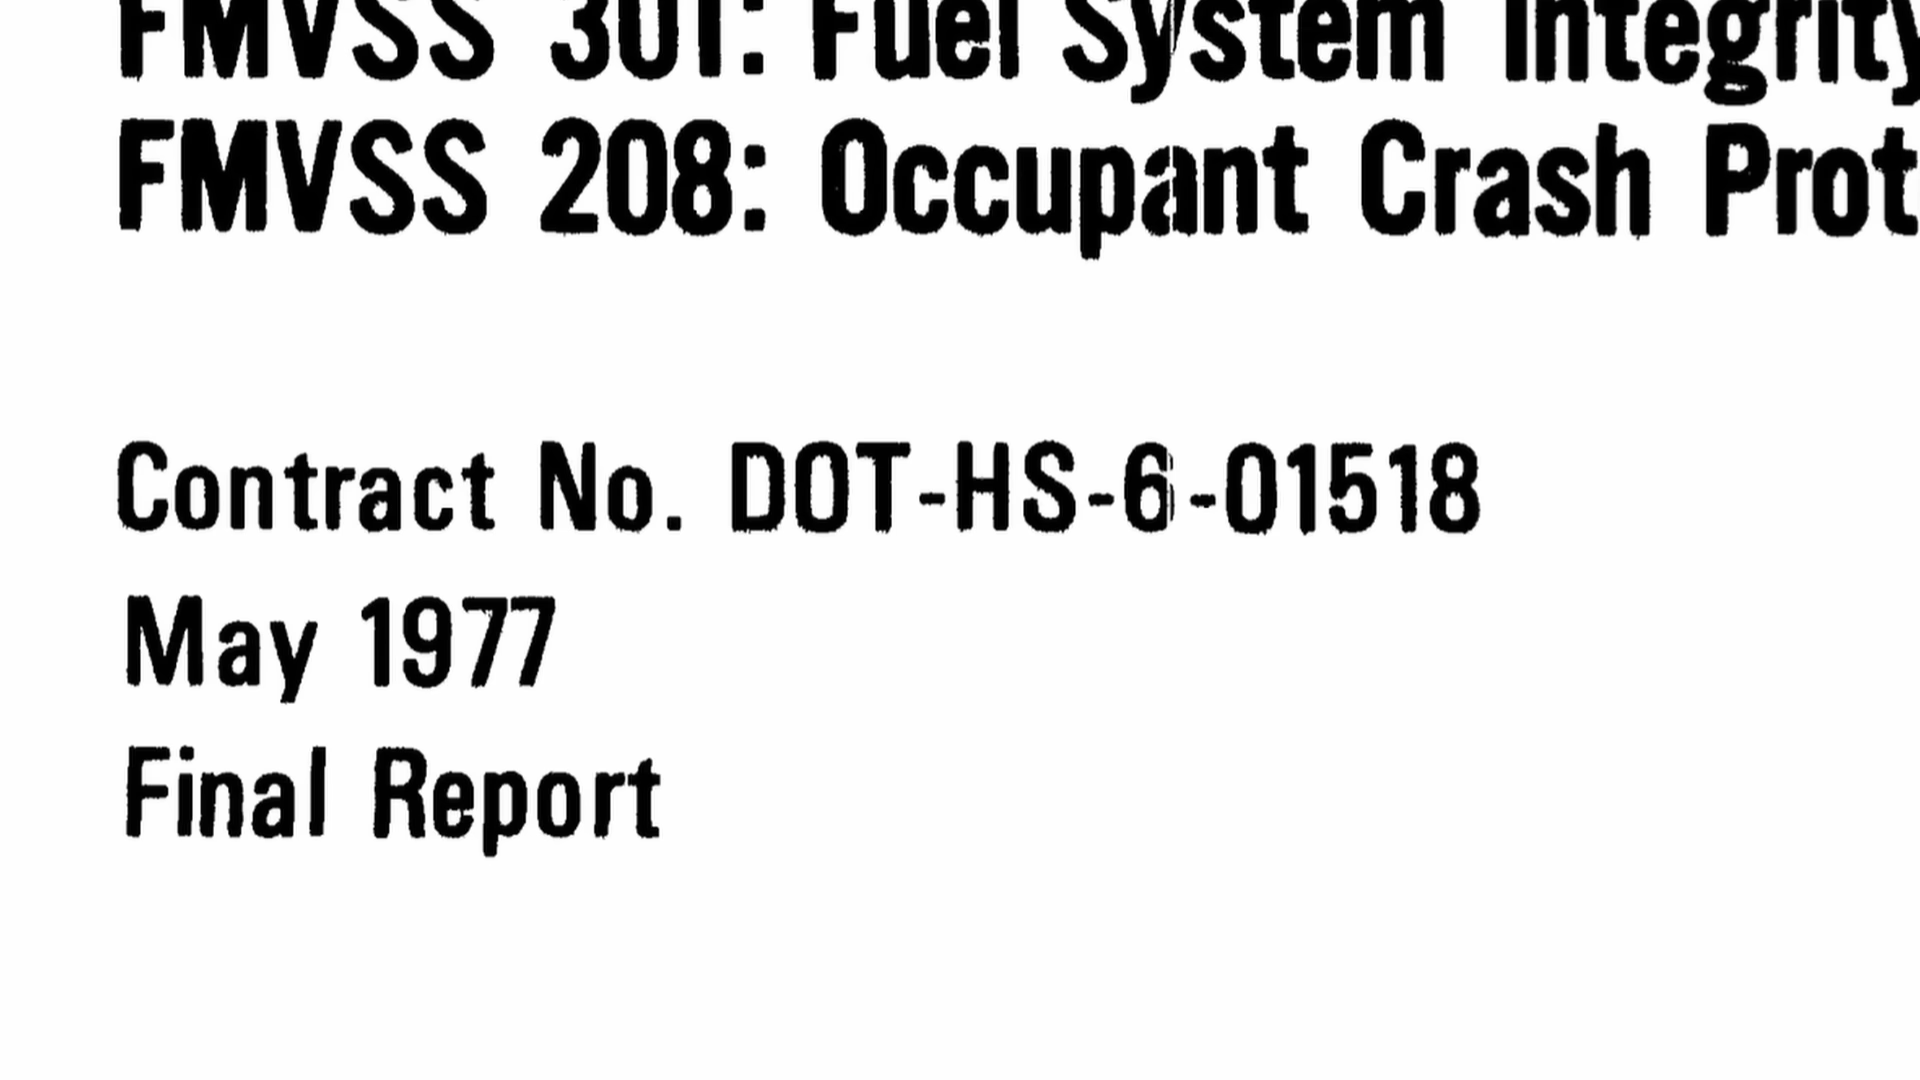 FMVSS 301: Fuel System Integrity
FMVSS 208: Occupant Crash Prot
Contract No. DOT-HS-6-01518
May 1977
Final Report